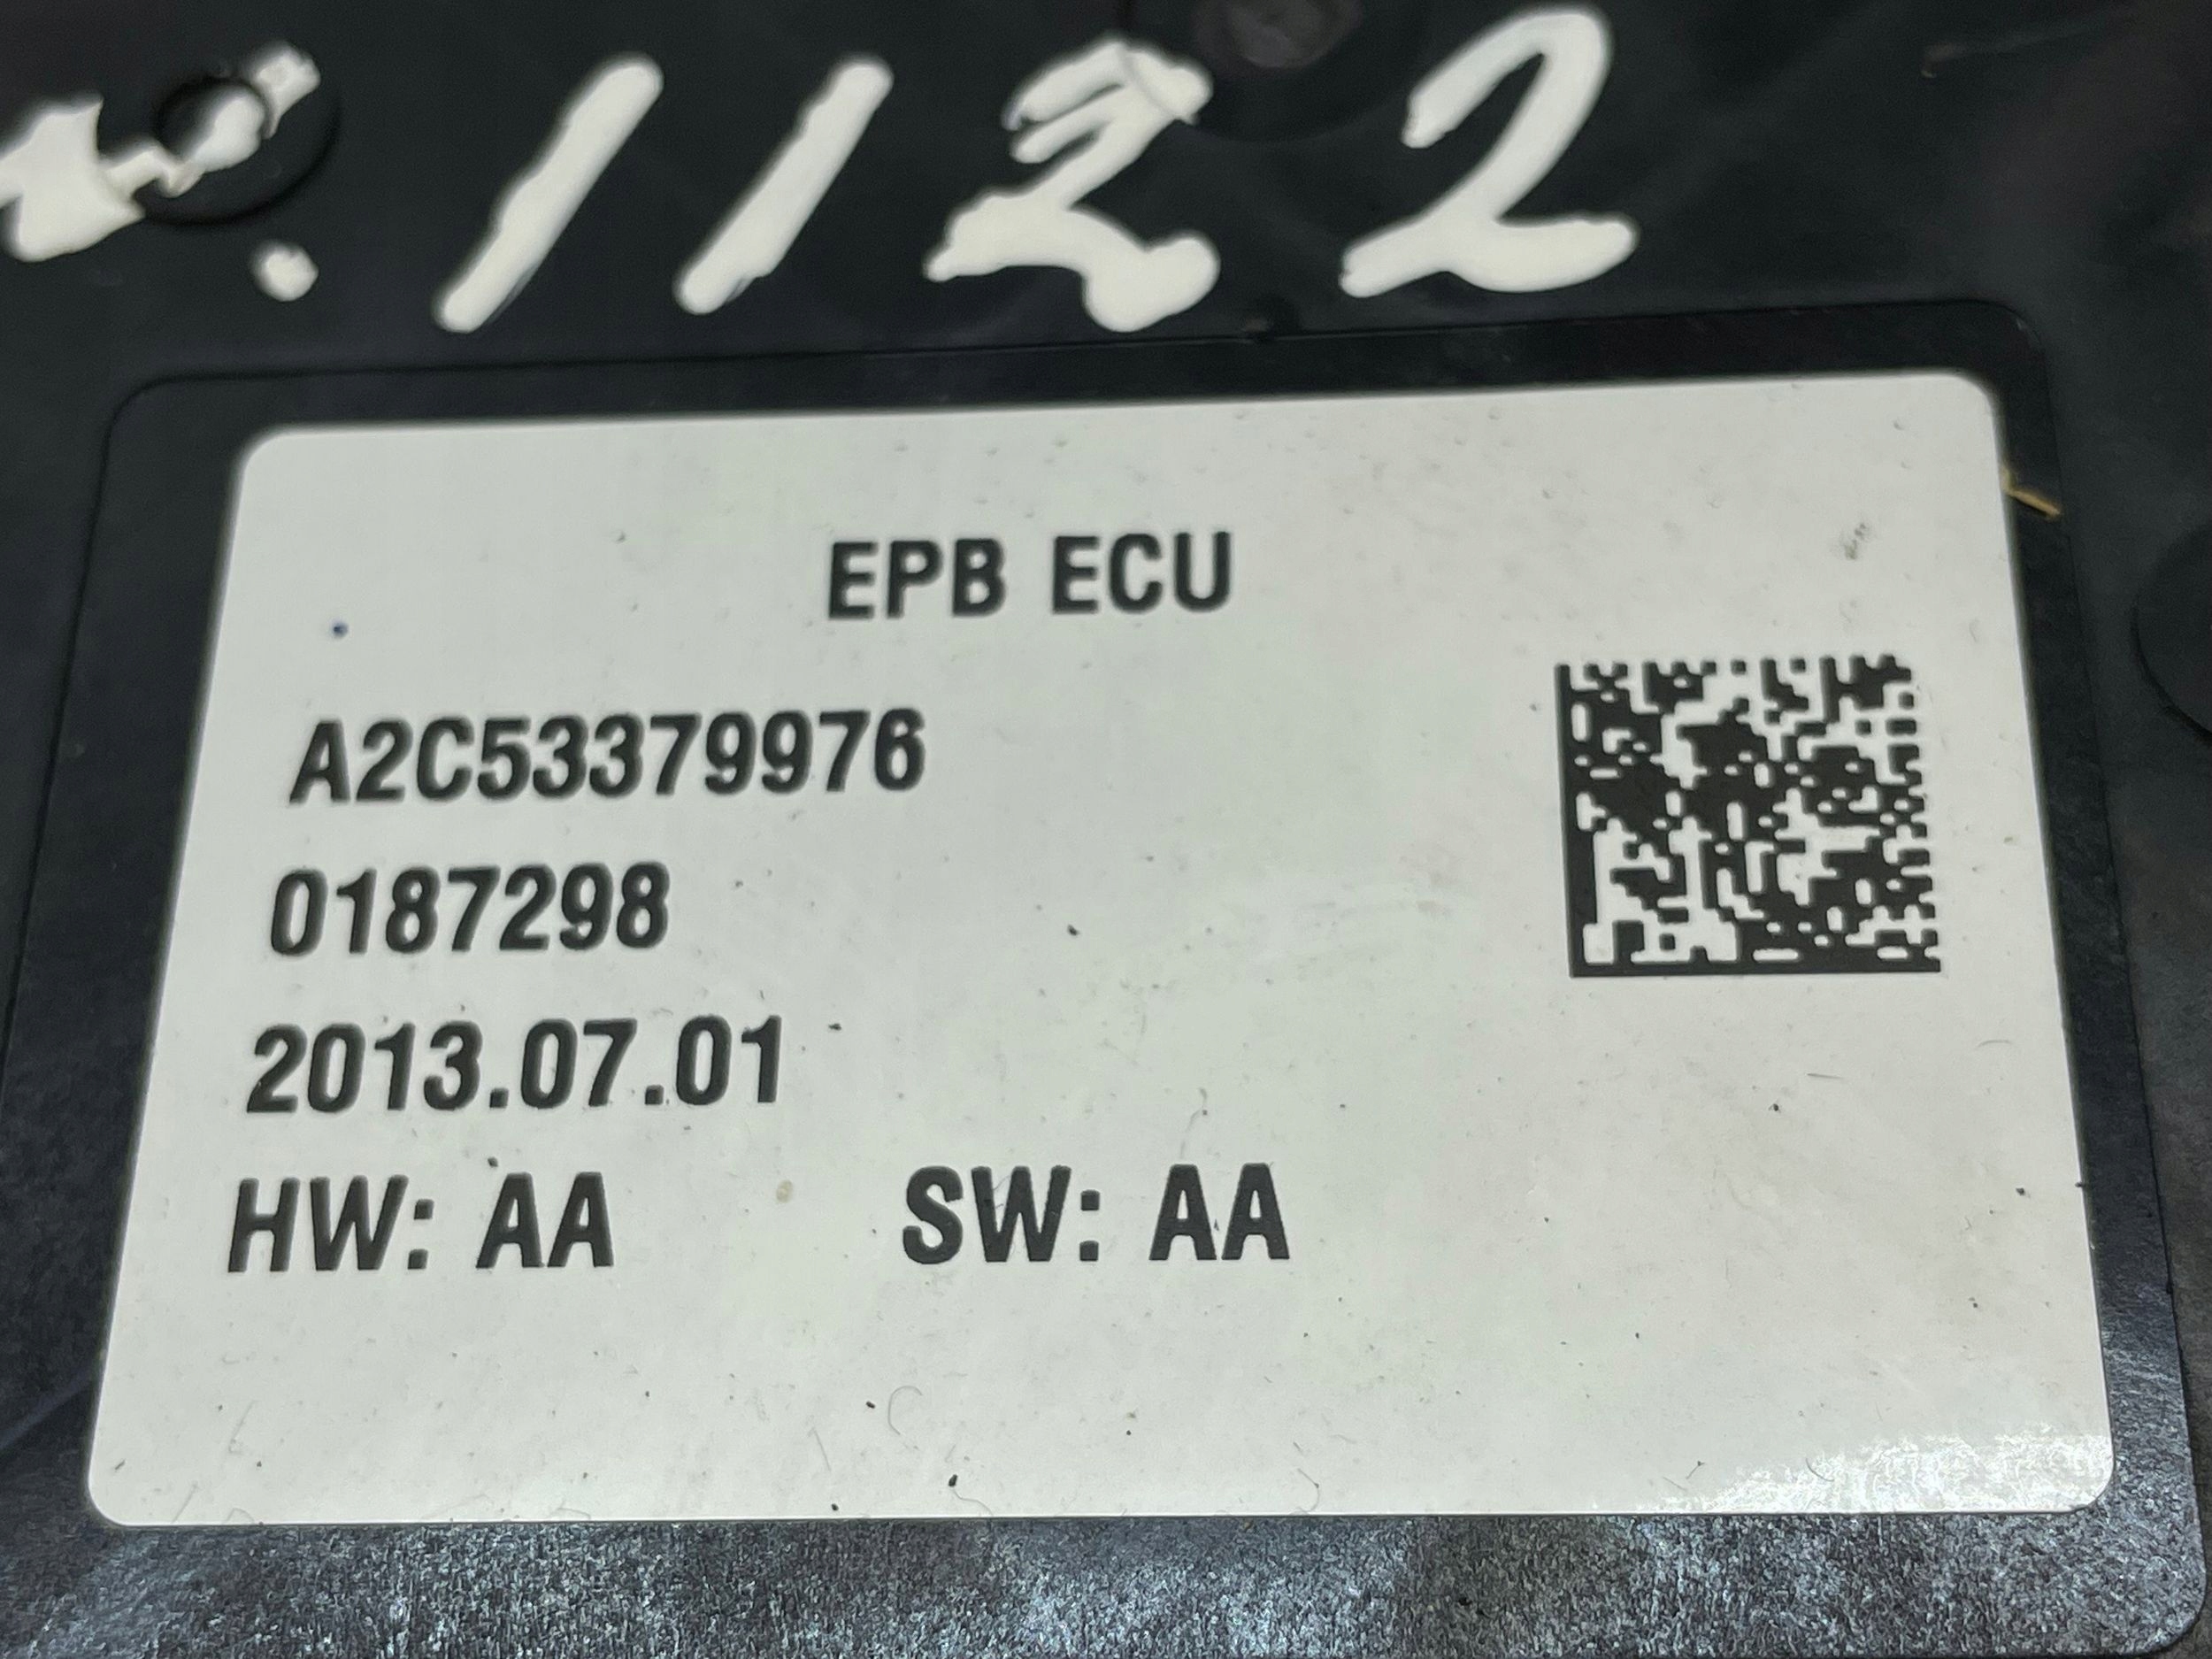 1122
EPB ECU
A2C53379976
0187298
2013.07.01
HW: AA SW: AA